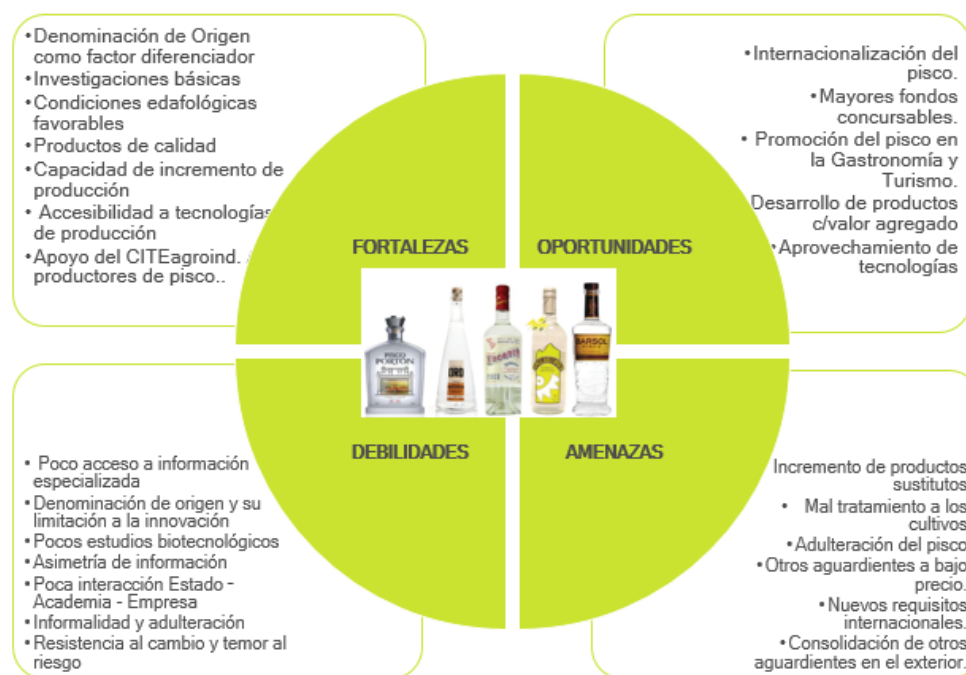 •Denominación de Origen
como factor diferenciador
•Investigaciones básicas
•Condiciones edafológicas
favorables
•Productos de calidad
•Capacidad de incremento de
producción
• Accesibilidad a tecnologías
de producción
•Apoyo del CITEagroind.
productores de pisco..
•Internacionalización del
pisco.
•Mayores fondos
concursables.
• Promoción del pisco en
la Gastronomía y
Turismo.
Desarrollo de productos
c/valor agregado
•Aprovechamiento de
tecnologías
FORTALEZAS
OPORTUNIDADES
PISCO
PORTON
ORO
BARSOL
DEBILIDADES
AMENAZAS
• Poco acceso a información
especializada
•Denominación de origen y su
limitación a la innovación
•Pocos estudios biotecnológicos
•Asimetría de información
•Poca interacción Estado -
Academia - Empresa
•Informalidad y adulteración
•Resistencia al cambio y temor al
riesgo
Incremento de productos
sustitutos
• Mal tratamiento a los
cultivos
•Adulteración del pisco
•Otros aguardientes a bajo
precio.
•Nuevos requisitos
internacionales.
•Consolidación de otros
aguardientes en el exterior.